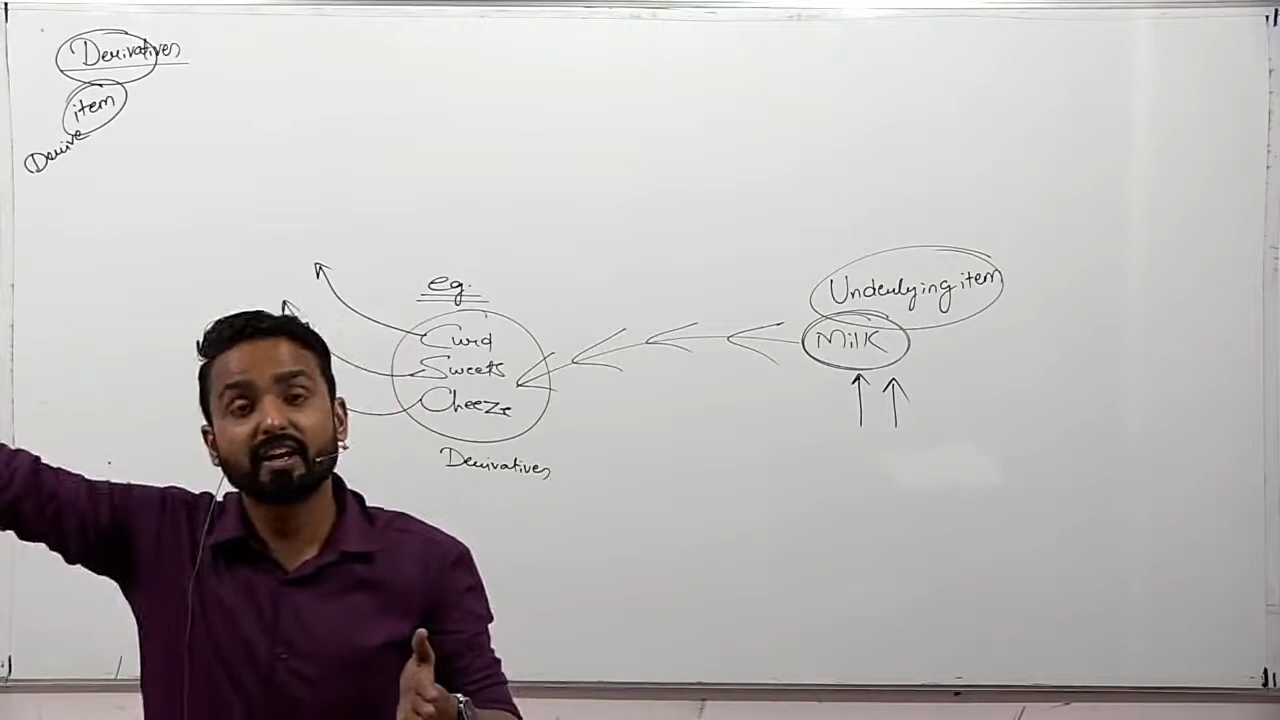 Derivatives
item
Derive
eg.
Curd
Sweets
Cheeze
Derivatives
Underlying item
Milk